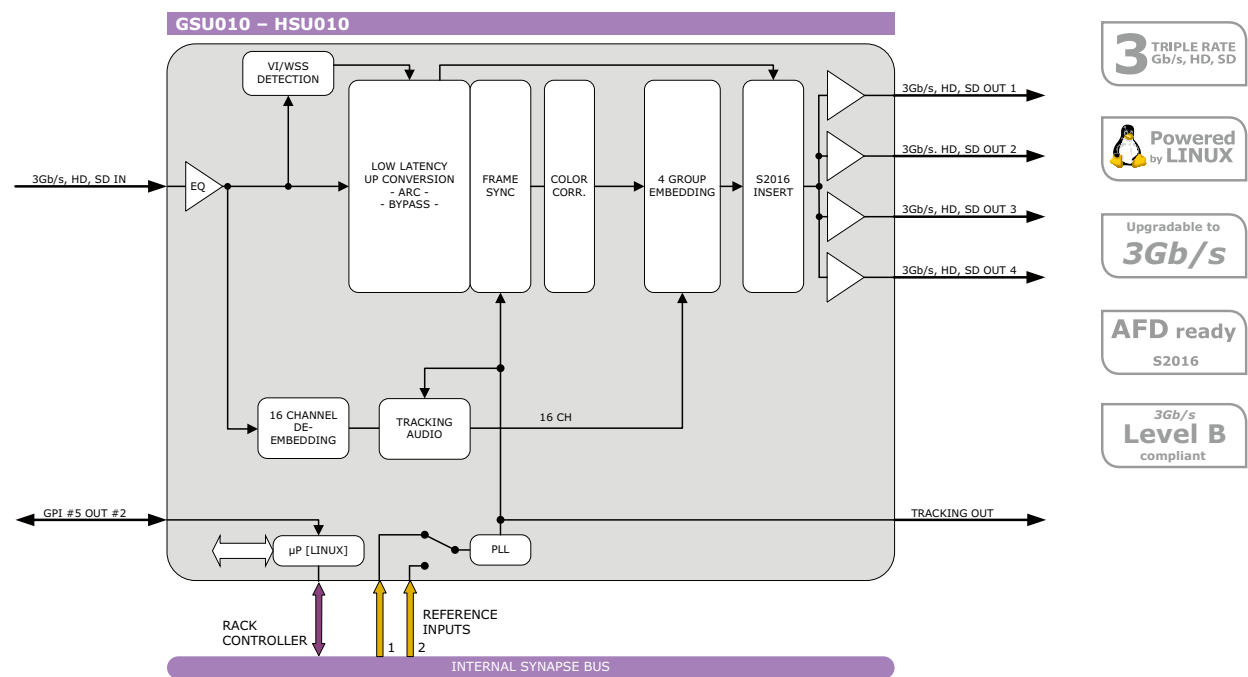 GSU010 – HSU010
VI/WSS
DETECTION
3Gb/s, HD, SD IN
EQ
LOW LATENCY
UP CONVERSION
- ARC -
- BYPASS -
FRAME
SYNC
COLOR
CORR.
4 GROUP
EMBEDDING
S2016
INSERT
3Gb/s, HD, SD OUT 1
3Gb/s. HD, SD OUT 2
3Gb/s, HD, SD OUT 3
3Gb/s, HD, SD OUT 4
16 CHANNEL
DE-
EMBEDDING
TRACKING
AUDIO
16 CH
GPI #5 OUT #2
µP [LINUX]
PLL
TRACKING OUT
RACK
CONTROLLER
REFERENCE
INPUTS
1
2
INTERNAL SYNAPSE BUS
3 TRIPLE RATE
Gb/s, HD, SD
Powered
by LINUX
Upgradable to
3Gb/s
AFD ready
S2016
3Gb/s
Level B
compliant